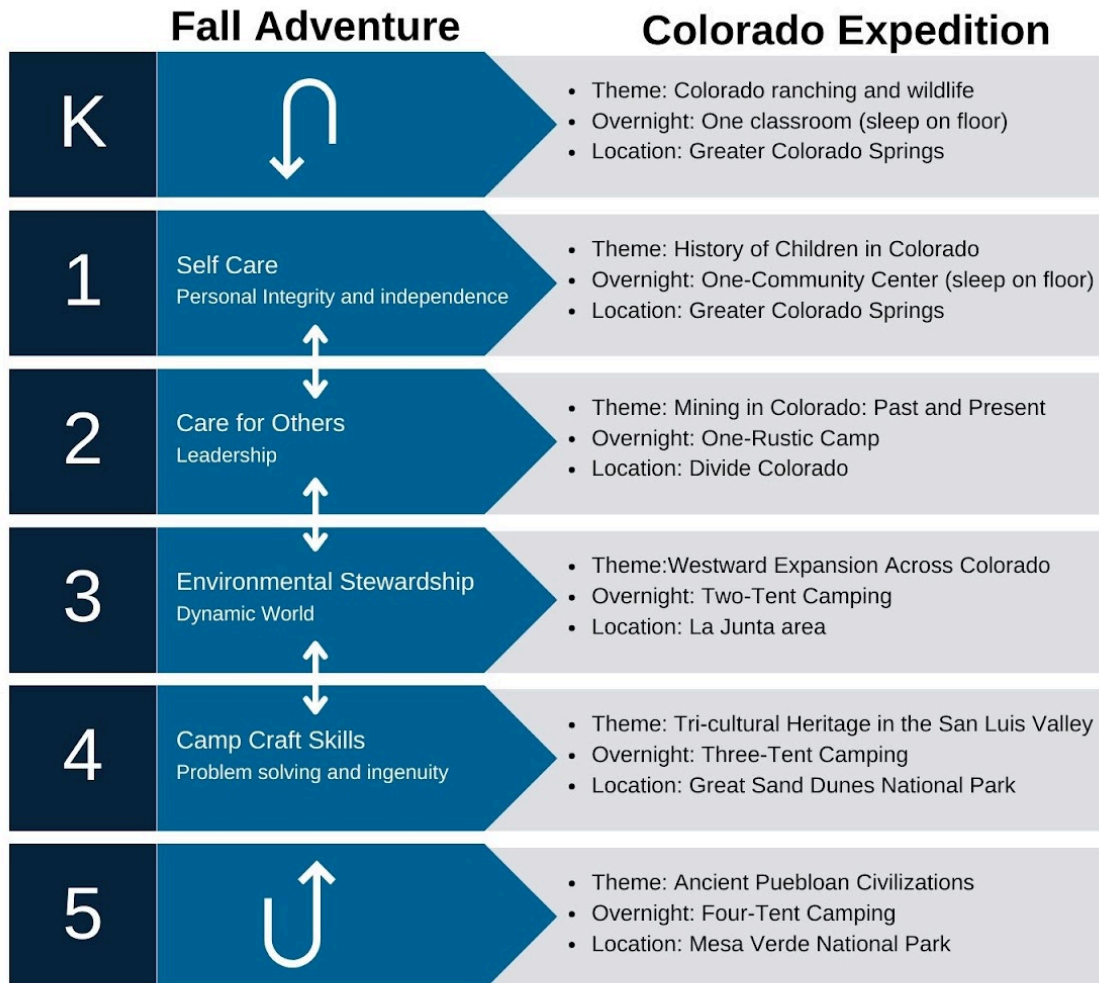 Fall Adventure
Colorado Expedition
K
• Theme: Colorado ranching and wildlife
• Overnight: One classroom (sleep on floor)
• Location: Greater Colorado Springs
1
Self Care
Personal Integrity and independence
• Theme: History of Children in Colorado
• Overnight: One-Community Center (sleep on floor)
• Location: Greater Colorado Springs
2
Care for Others
Leadership
• Theme: Mining in Colorado: Past and Present
• Overnight: One-Rustic Camp
• Location: Divide Colorado
3
Environmental Stewardship
Dynamic World
• Theme:Westward Expansion Across Colorado
• Overnight: Two-Tent Camping
• Location: La Junta area
4
Camp Craft Skills
Problem solving and ingenuity
• Theme: Tri-cultural Heritage in the San Luis Valley
• Overnight: Three-Tent Camping
• Location: Great Sand Dunes National Park
5
• Theme: Ancient Puebloan Civilizations
• Overnight: Four-Tent Camping
• Location: Mesa Verde National Park